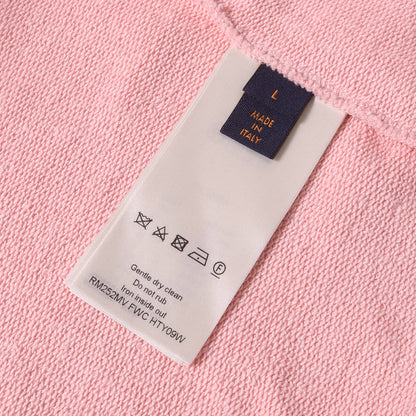 L
MADE
IN
ITALY
Gentle dry clean
Do not rub
Iron inside out
RM252MV FWC HTY09W